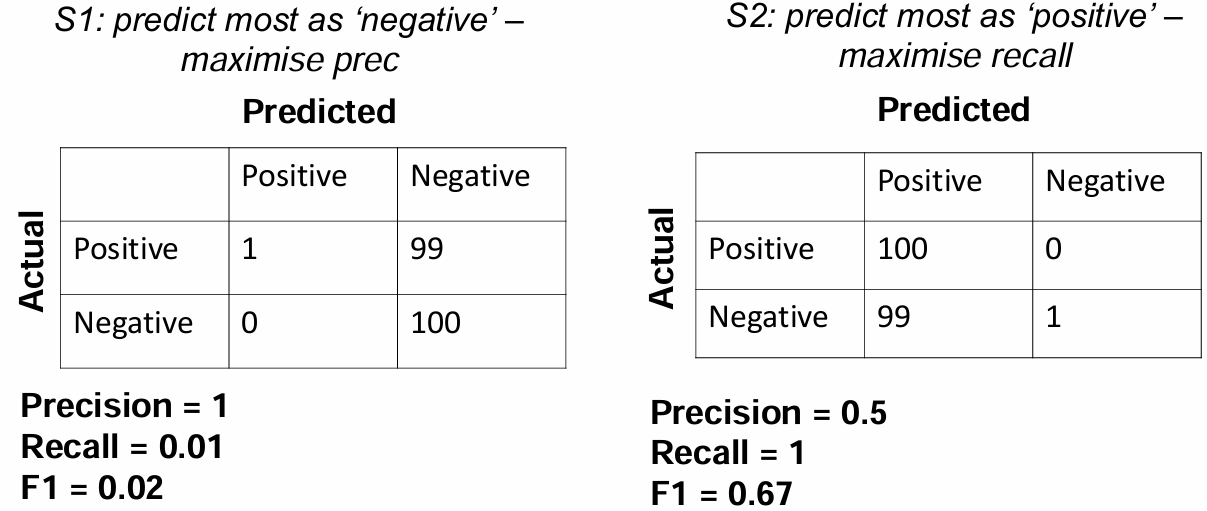 S1: predict most as ‘negative’ –
maximise prec
Predicted
Actual
Positive Negative
Positive 1 99
Negative 0 100
Precision = 1
Recall = 0.01
F1 = 0.02
S2: predict most as ‘positive’ –
maximise recall
Predicted
Actual
Positive Negative
Positive 100 0
Negative 99 1
Precision = 0.5
Recall = 1
F1 = 0.67